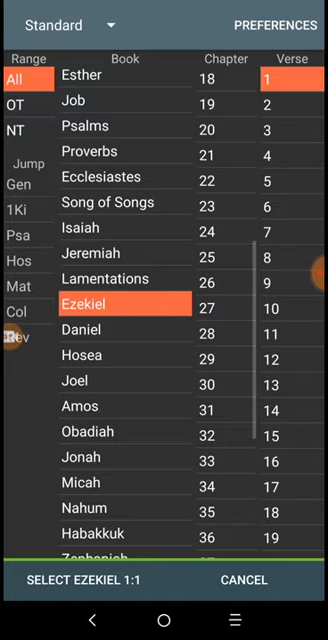 Standard
PREFERENCES
Range
Book
Chapter
Verse
All
OT
NT
Jump
Gen
1Ki
Psa
Hos
Mat
Col
Rev
Esther
Job
Psalms
Proverbs
Ecclesiastes
Song of Songs
Isaiah
Jeremiah
Lamentations
Ezekiel
Daniel
Hosea
Joel
Amos
Obadiah
Jonah
Micah
Nahum
Habakkuk
Zephaniah
18
19
20
21
22
23
24
25
26
27
28
29
30
31
32
33
34
35
36
1
2
3
4
5
6
7
8
9
10
11
12
13
14
15
16
17
18
19
SELECT EZEKIEL 1:1
CANCEL